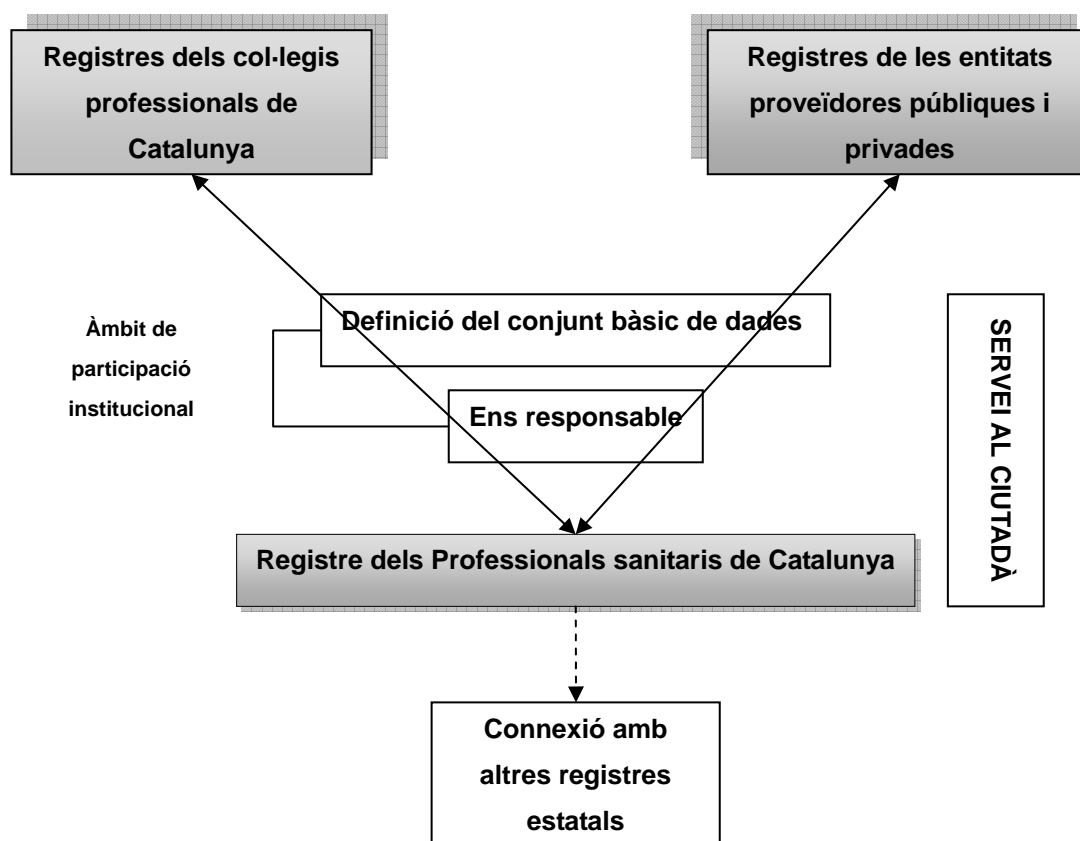 Registres dels col·legis
professionals de
Catalunya
Registres de les entitats
proveïdores públiques i
privades
Àmbit de
participació
institucional
Definició del conjunt bàsic de dades
Ens responsable
SERVEI AL CIUTADÀ
Registre dels Professionals sanitaris de Catalunya
Connexió amb
altres registres
estatals